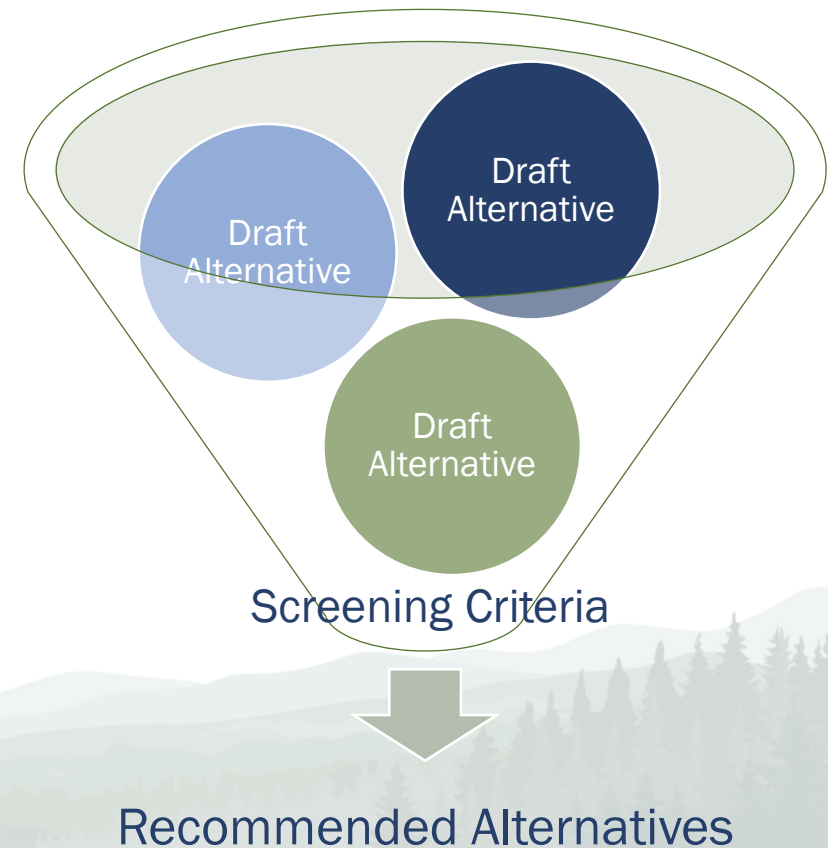 Draft
Alternative
Draft
Alternative
Draft
Alternative
Screening Criteria
Recommended Alternatives